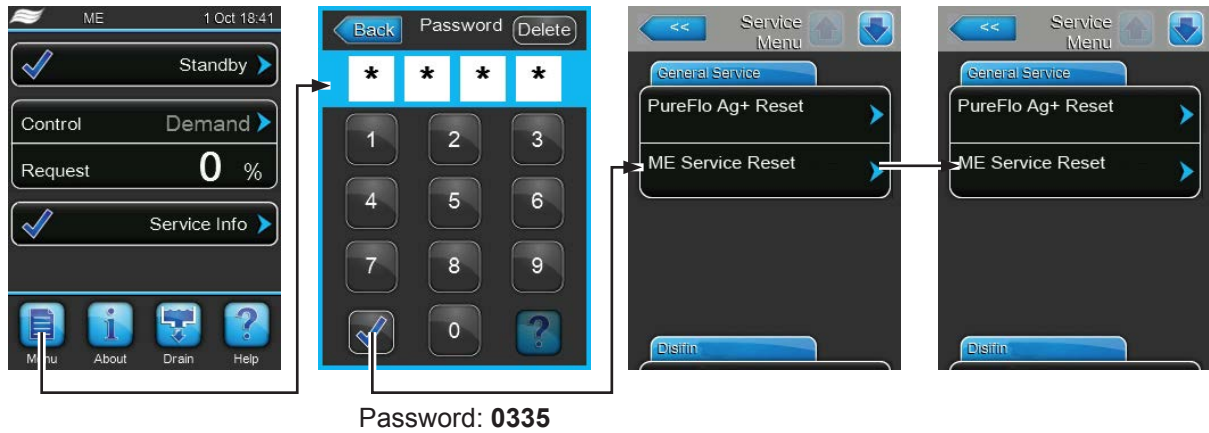 ME 1 Oct 18:41
Standby
Control Demand
Request 0 %
Service Info
Menu About Drain Help
Back Password Delete
* * * *
1 2 3
4 5 6
7 8 9
0 ?
Password: 0335
<< Service
Menu
General Service
PureFlo Ag+ Reset
ME Service Reset
Disifin
<< Service
Menu
General Service
PureFlo Ag+ Reset
ME Service Reset
Disifin